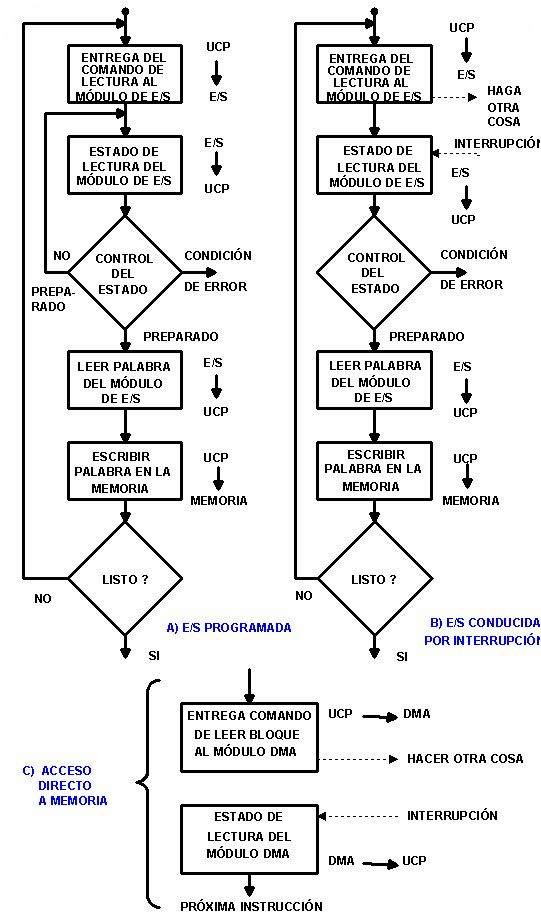 UCP
ENTREGA DEL
COMANDO DE
LECTURA AL
MÓDULO DE E/S
E/S
E/S
ESTADO DE
LECTURA DEL
MÓDULO DE E/S
UCP
NO
CONTROL
DEL
ESTADO
CONDICIÓN
DE ERROR
PREPA-
RADO
PREPARADO
LEER PALABRA
DEL MÓDULO
DE E/S
E/S
UCP
ESCRIBIR
PALABRA EN LA
MEMORIA
UCP
MEMORIA
LISTO ?
NO
A) E/S PROGRAMADA
SI
UCP
ENTREGA DEL
COMANDO DE
LECTURA AL
MÓDULO DE E/S
E/S
HAGA
OTRA
COSA
INTERRUPCIÓN
ESTADO DE
LECTURA DEL
MÓDULO DE E/S
E/S
UCP
CONTROL
DEL
ESTADO
CONDICIÓN
DE ERROR
PREPARADO
LEER PALABRA
DEL MÓDULO
DE E/S
E/S
UCP
ESCRIBIR
PALABRA EN LA
MEMORIA
UCP
MEMORIA
LISTO ?
NO
B) E/S CONDUCIDA
POR INTERRUPCIÓN
SI
C) ACCESO
DIRECTO
A MEMORIA
ENTREGA COMANDO
DE LEER BLOQUE
AL MÓDULO DMA
UCP DMA
HACER OTRA COSA
ESTADO DE
LECTURA DEL
MÓDULO DMA
INTERRUPCIÓN
DMA UCP
PRÓXIMA INSTRUCCIÓN